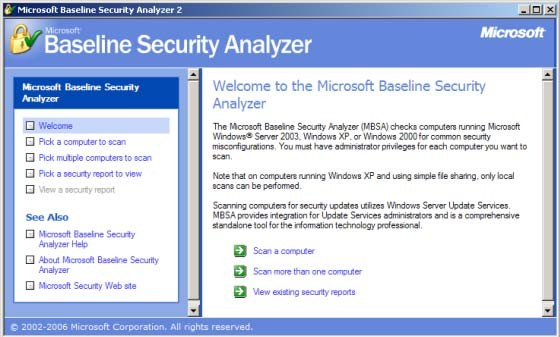 Microsoft Baseline Security Analyzer 2
Microsoft
Baseline Security Analyzer
Microsoft
Microsoft Baseline Security
Analyzer
Welcome
Pick a computer to scan
Pick multiple computers to scan
Pick a security report to view
View a security report
See Also
Microsoft Baseline Security
Analyzer Help
About Microsoft Baseline Security
Analyzer
Microsoft Security Web site
Welcome to the Microsoft Baseline Security
Analyzer
The Microsoft Baseline Security Analyzer (MBSA) checks computers running Microsoft
Windows® Server 2003, Windows XP, or Windows 2000 for common security
misconfigurations. You must have administrator privileges for each computer you want to
scan.
Note that on computers running Windows XP and using simple file sharing, only local
scans can be performed.
Scanning computers for security updates utilizes Windows Server Update Services.
MBSA provides integration for Update Services administrators and is a comprehensive
standalone tool for the information technology professional.
Scan a computer
Scan more than one computer
View existing security reports
© 2002-2006 Microsoft Corporation. All rights reserved.